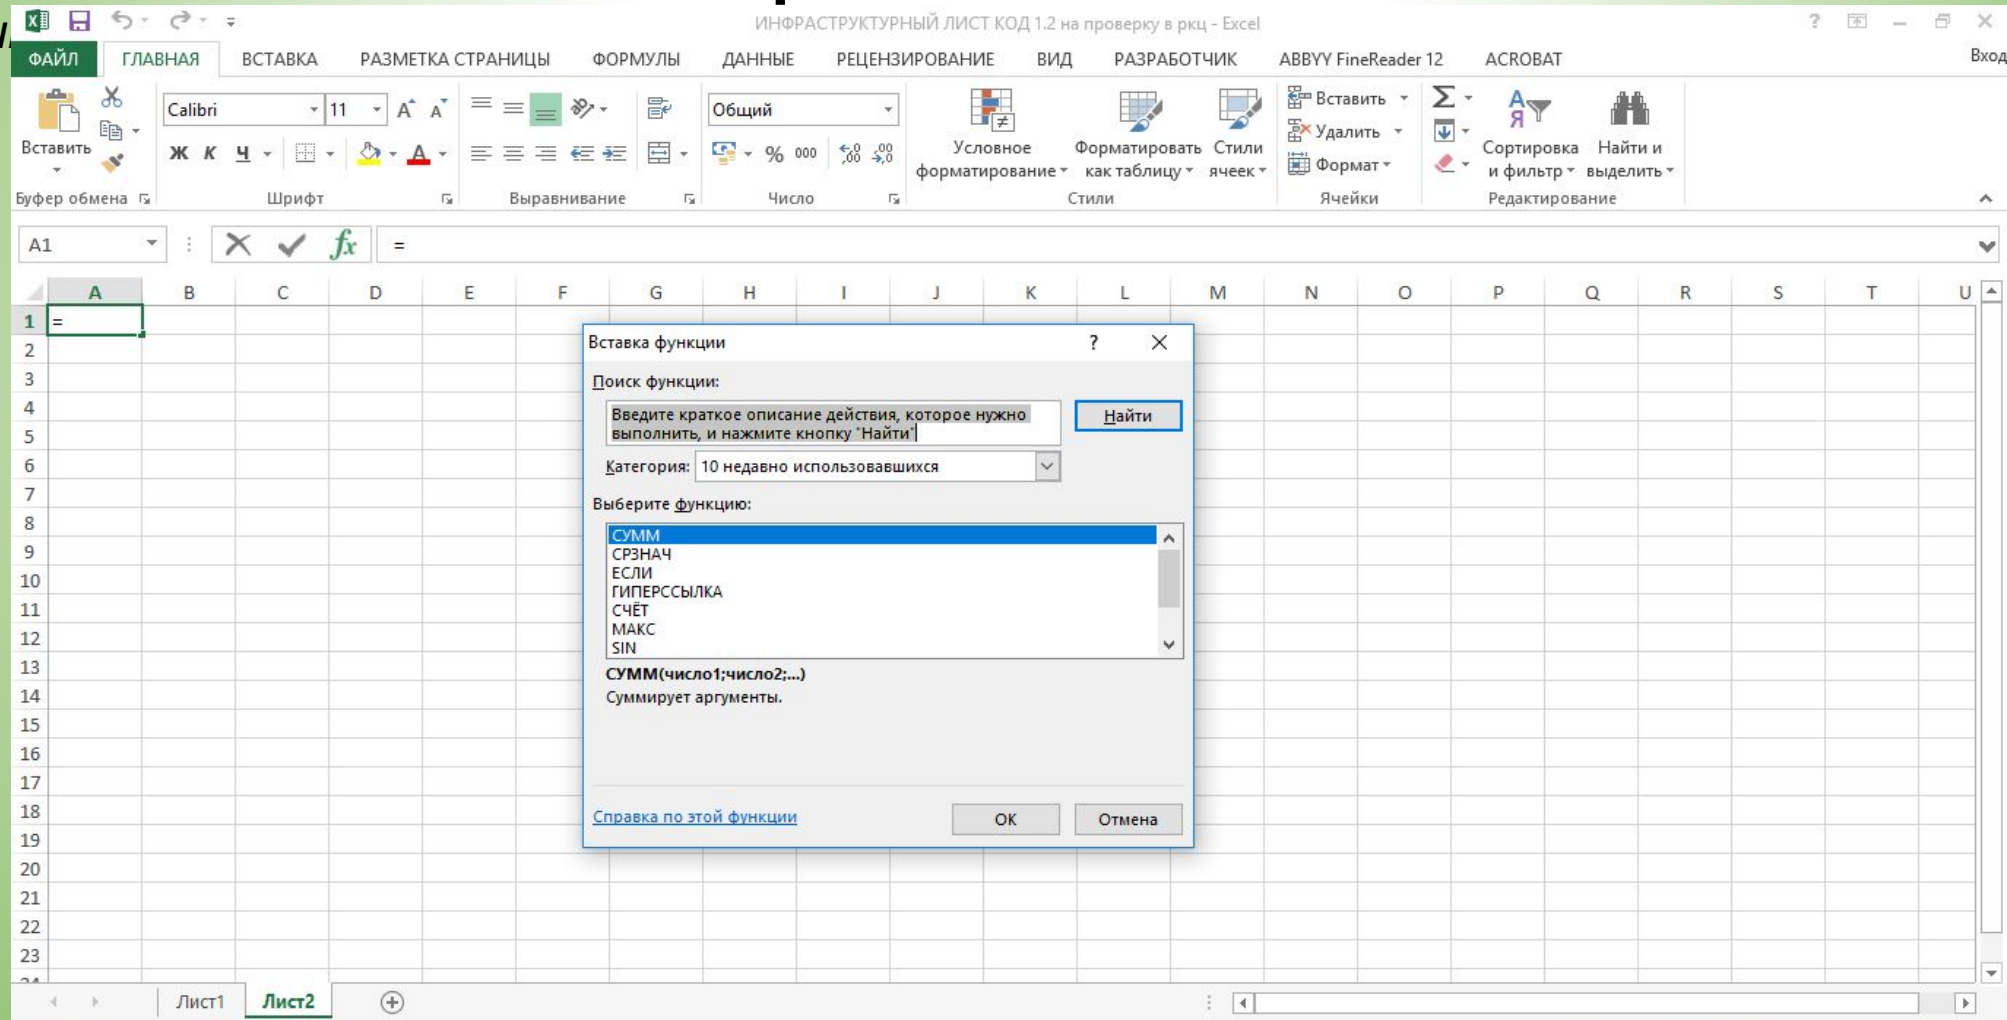 ИНФРАСТРУКТУРНЫЙ ЛИСТ КОД 1.2 на проверку в ркц - Excel
ФАЙЛ ГЛАВНАЯ ВСТАВКА РАЗМЕТКА СТРАНИЦЫ ФОРМУЛЫ ДАННЫЕ РЕЦЕНЗИРОВАНИЕ ВИД РАЗРАБОТЧИК ABBYY FineReader 12 ACROBAT Вход
Вставить
Calibri 11
Ж К Ч
Общий
% 000
Условное форматирование
Форматировать как таблицу
Стили ячеек
Вставить
Удалить
Формат
Сортировка и фильтр
Найти и выделить
Буфер обмена Шрифт Выравнивание Число Стили Ячейки Редактирование
A1 fx =
A B C D E F G H I J K L M N O P Q R S T U
1 =
2
3
4
5
6
7
8
9
10
11
12
13
14
15
16
17
18
19
20
21
22
23
Вставка функции ?
Поиск функции:
Введите краткое описание действия, которое нужно
выполнить, и нажмите кнопку "Найти"
Найти
Категория: 10 недавно использовавшихся
Выберите функцию:
СУММ
СРЗНАЧ
ЕСЛИ
ГИПЕРССЫЛКА
СЧЁТ
МАКС
SIN
СУММ(число1;число2;...)
Суммирует аргументы.
Справка по этой функции ОК Отмена
Лист1 Лист2